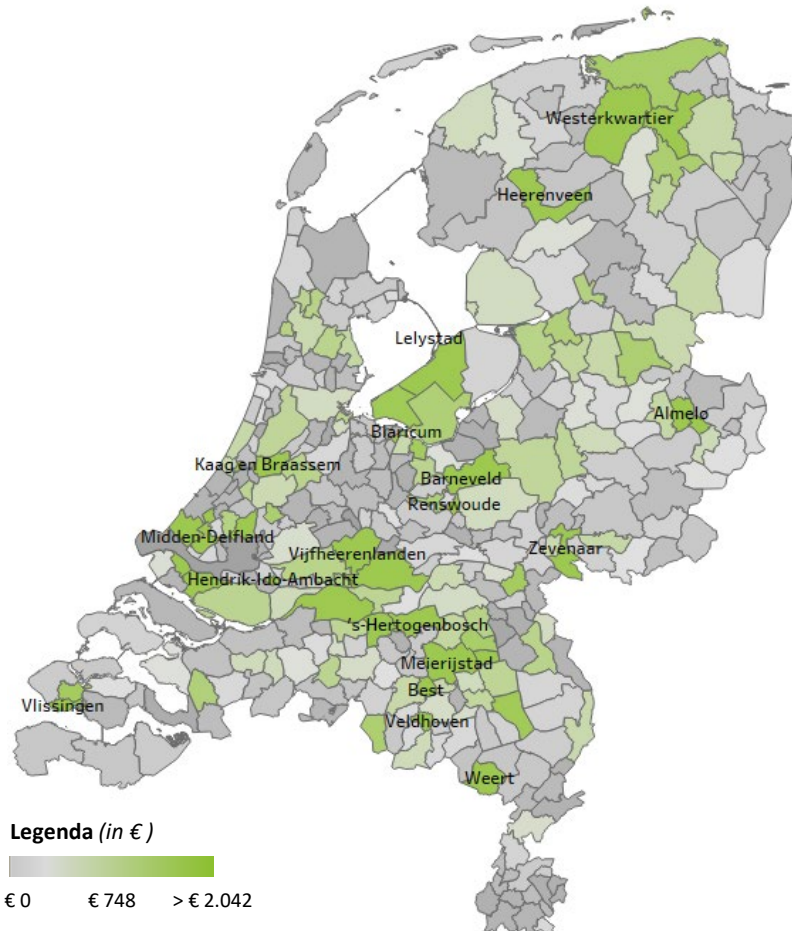 Westerkwartier
Heerenveen
Lelystad
Almelo
Blaricum
Kaag en Braassem
Barneveld
Renswoude
Midden-Delfland
Vijfheerenlanden
Zevenaar
Hendrik-Ido-Ambacht
's-Hertogenbosch
Meierijstad
Best
Vlissingen
Veldhoven
Weert
Legenda (in € )
€ 0 € 748 > € 2.042